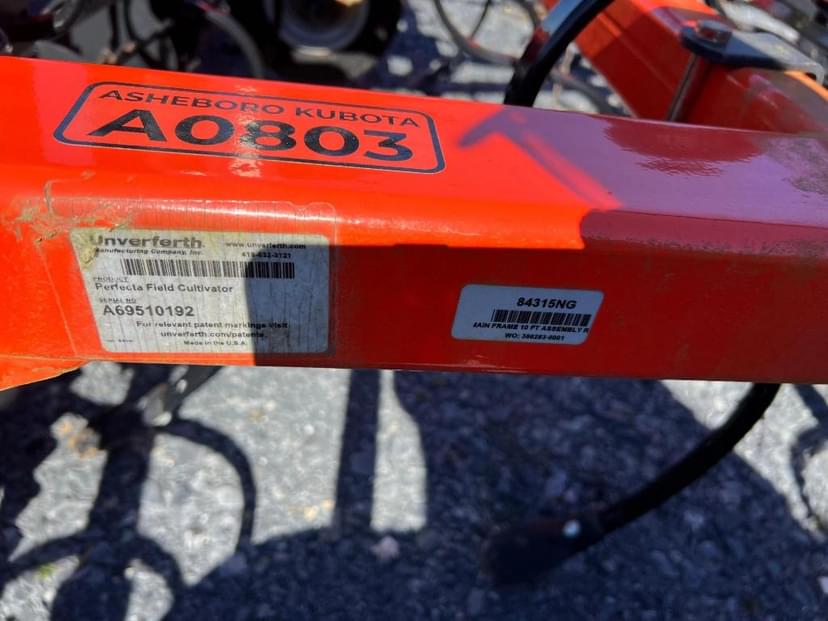 ASHEBORO KUBOTA
A0803
Unverferth
Manufacturing Company, Inc.
www.unverferth.com
419-532-3121
PRODUCT
Perfecta Field Cultivator
SERIAL NO
A69510192
For relevant patent markings visit
unverferth.com/patents
Made in the U.S.A.
84315NG
MAIN FRAME 10 FT ASSEMBLY R
WO: